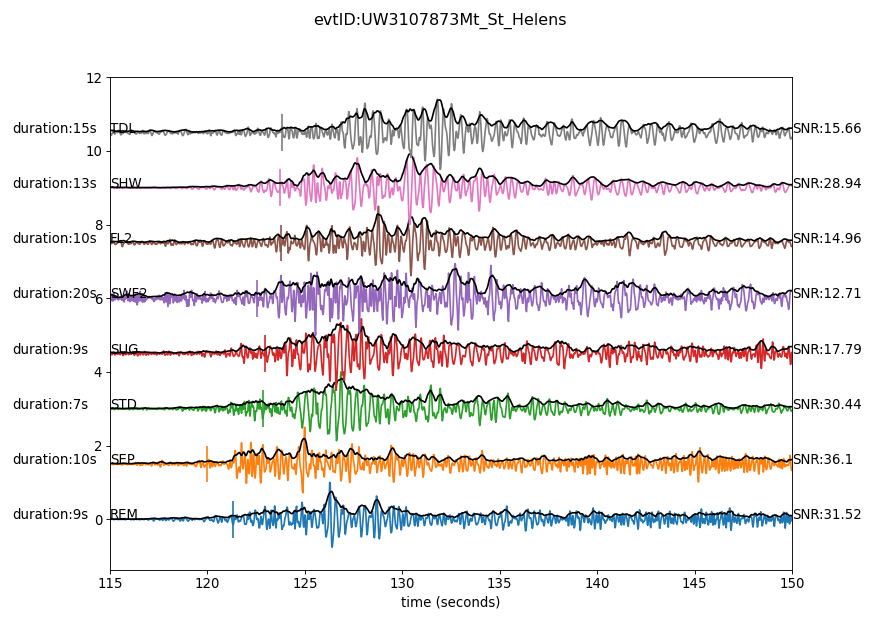 evtID:UW3107873Mt_St_Helens
12
duration:15s TDL SNR:15.66
10
duration:13s SHW SNR:28.94
8
duration:10s FL2 SNR:14.96
duration:20s SWF2 SNR:12.71
6
duration:9s SUG SNR:17.79
4
duration:7s STD SNR:30.44
2
duration:10s SEP SNR:36.1
duration:9s REM SNR:31.52
0
115 120 125 130 135 140 145 150
time (seconds)